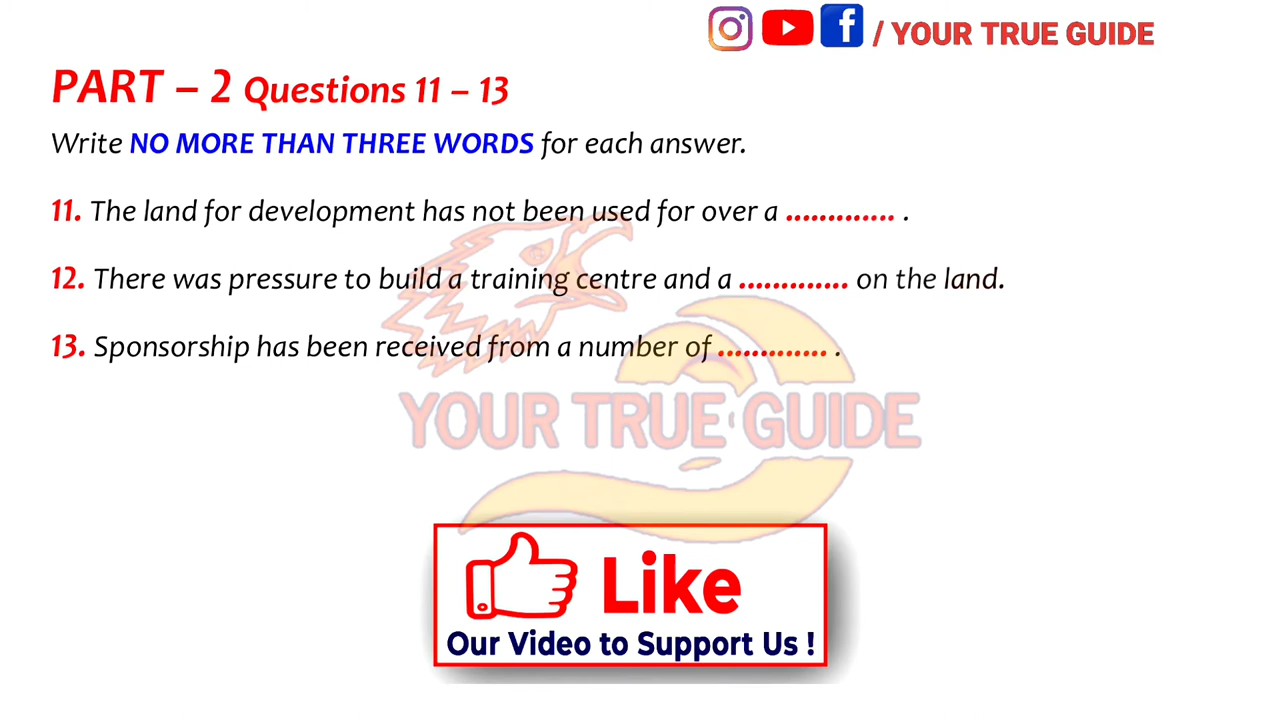 / YOUR TRUE GUIDE
PART – 2 Questions 11 – 13
Write NO MORE THAN THREE WORDS for each answer.
11. The land for development has not been used for over a ............. .
12. There was pressure to build a training centre and a ............. on the land.
13. Sponsorship has been received from a number of ............. .
YOUR TRUE GUIDE
Like
Our Video to Support Us !